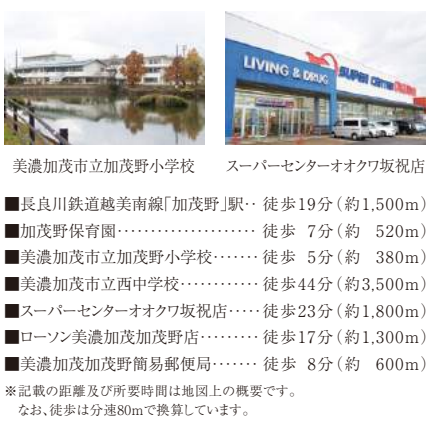 LIVING & DRUG
SUPER CENTER
美濃加茂市立加茂野小学校
スーパーセンターオオクワ坂祝店
■長良川鉄道越美南線「加茂野」駅‥ 徒歩19分(約1,500m)
■加茂野保育園‥‥‥‥‥‥‥‥‥‥ 徒歩 7分(約 520m)
■美濃加茂市立加茂野小学校‥‥‥ 徒歩 5分(約 380m)
■美濃加茂市立西中学校‥‥‥‥‥ 徒歩44分(約3,500m)
■スーパーセンターオオクワ坂祝店‥‥ 徒歩23分(約1,800m)
■ローソン美濃加茂加茂野店‥‥‥‥ 徒歩17分(約1,300m)
■美濃加茂加茂野簡易郵便局‥‥‥ 徒歩 8分(約 600m)
※記載の距離及び所要時間は地図上の概要です。
なお、徒歩は分速80mで換算しています。